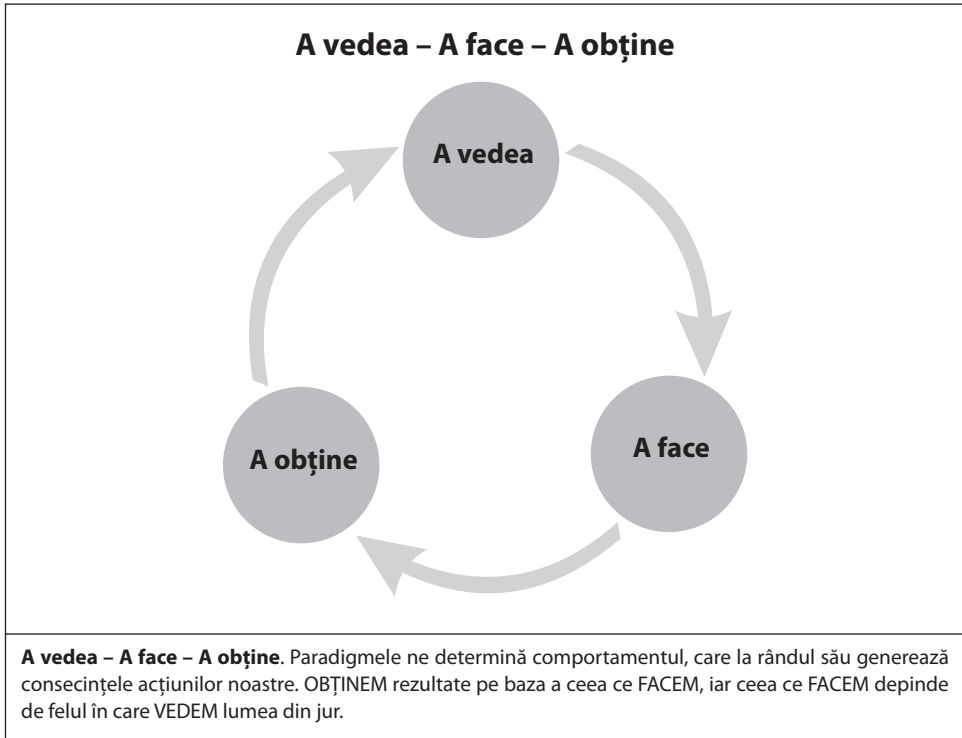 A vedea – A face – A obține
A vedea
A obține
A face
A vedea – A face – A obține. Paradigmele ne determină comportamentul, care la rândul său generează
consecințele acțiunilor noastre. OBȚINEM rezultate pe baza a ceea ce FACEM, iar ceea ce FACEM depinde
de felul în care VEDEM lumea din jur.